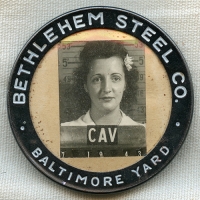 BETHLEHEM STEEL CO.
CAV
BALTIMORE YARD